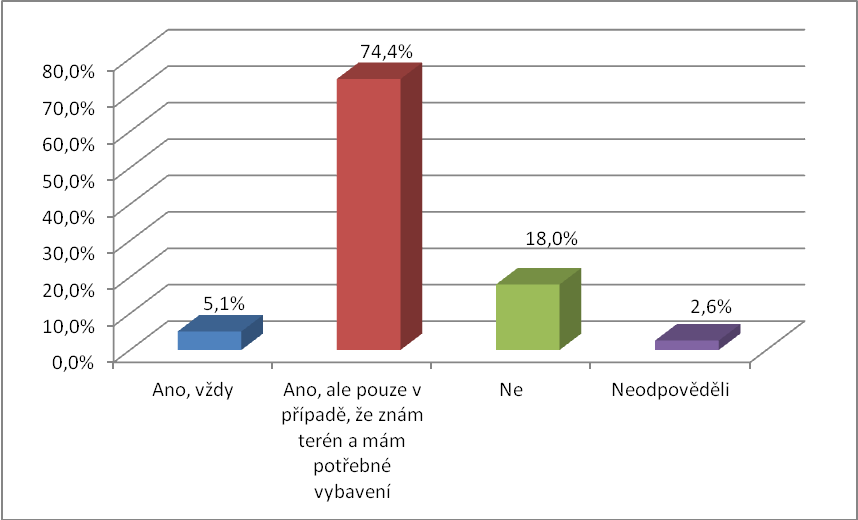 74,4%
80,0%
70,0%
60,0%
50,0%
40,0%
30,0%
20,0%
10,0%
0,0%
18,0%
5,1%
2,6%
Ano, vždy
Ano, ale pouze v
případě, že znám
terén a mám
potřebné
vybavení
Ne
Neodpověděli